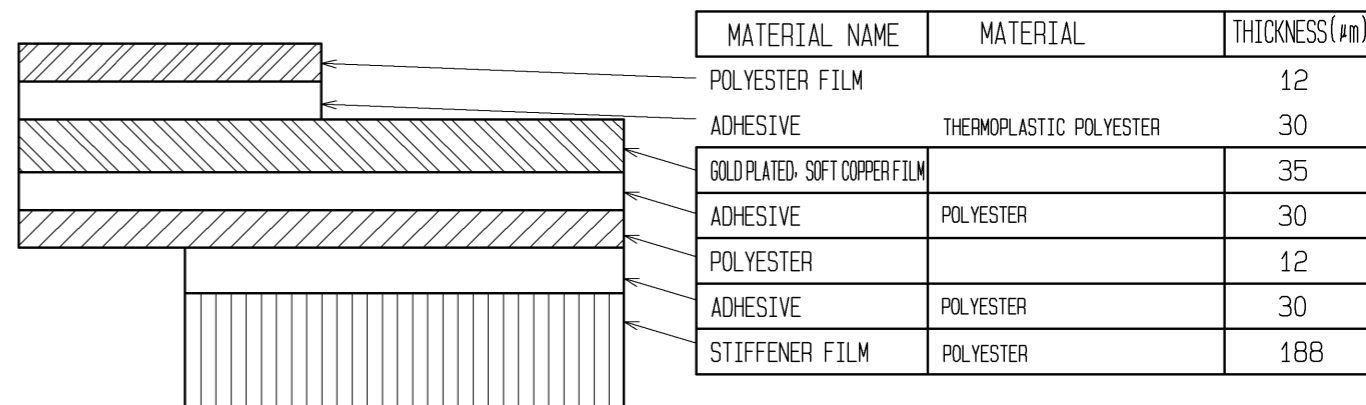 MATERIAL NAME MATERIAL THICKNESS(μm)
POLYESTER FILM 12
ADHESIVE THERMOPLASTIC POLYESTER 30
GOLD PLATED, SOFT COPPER FILM 35
ADHESIVE POLYESTER 30
POLYESTER 12
ADHESIVE POLYESTER 30
STIFFENER FILM POLYESTER 188